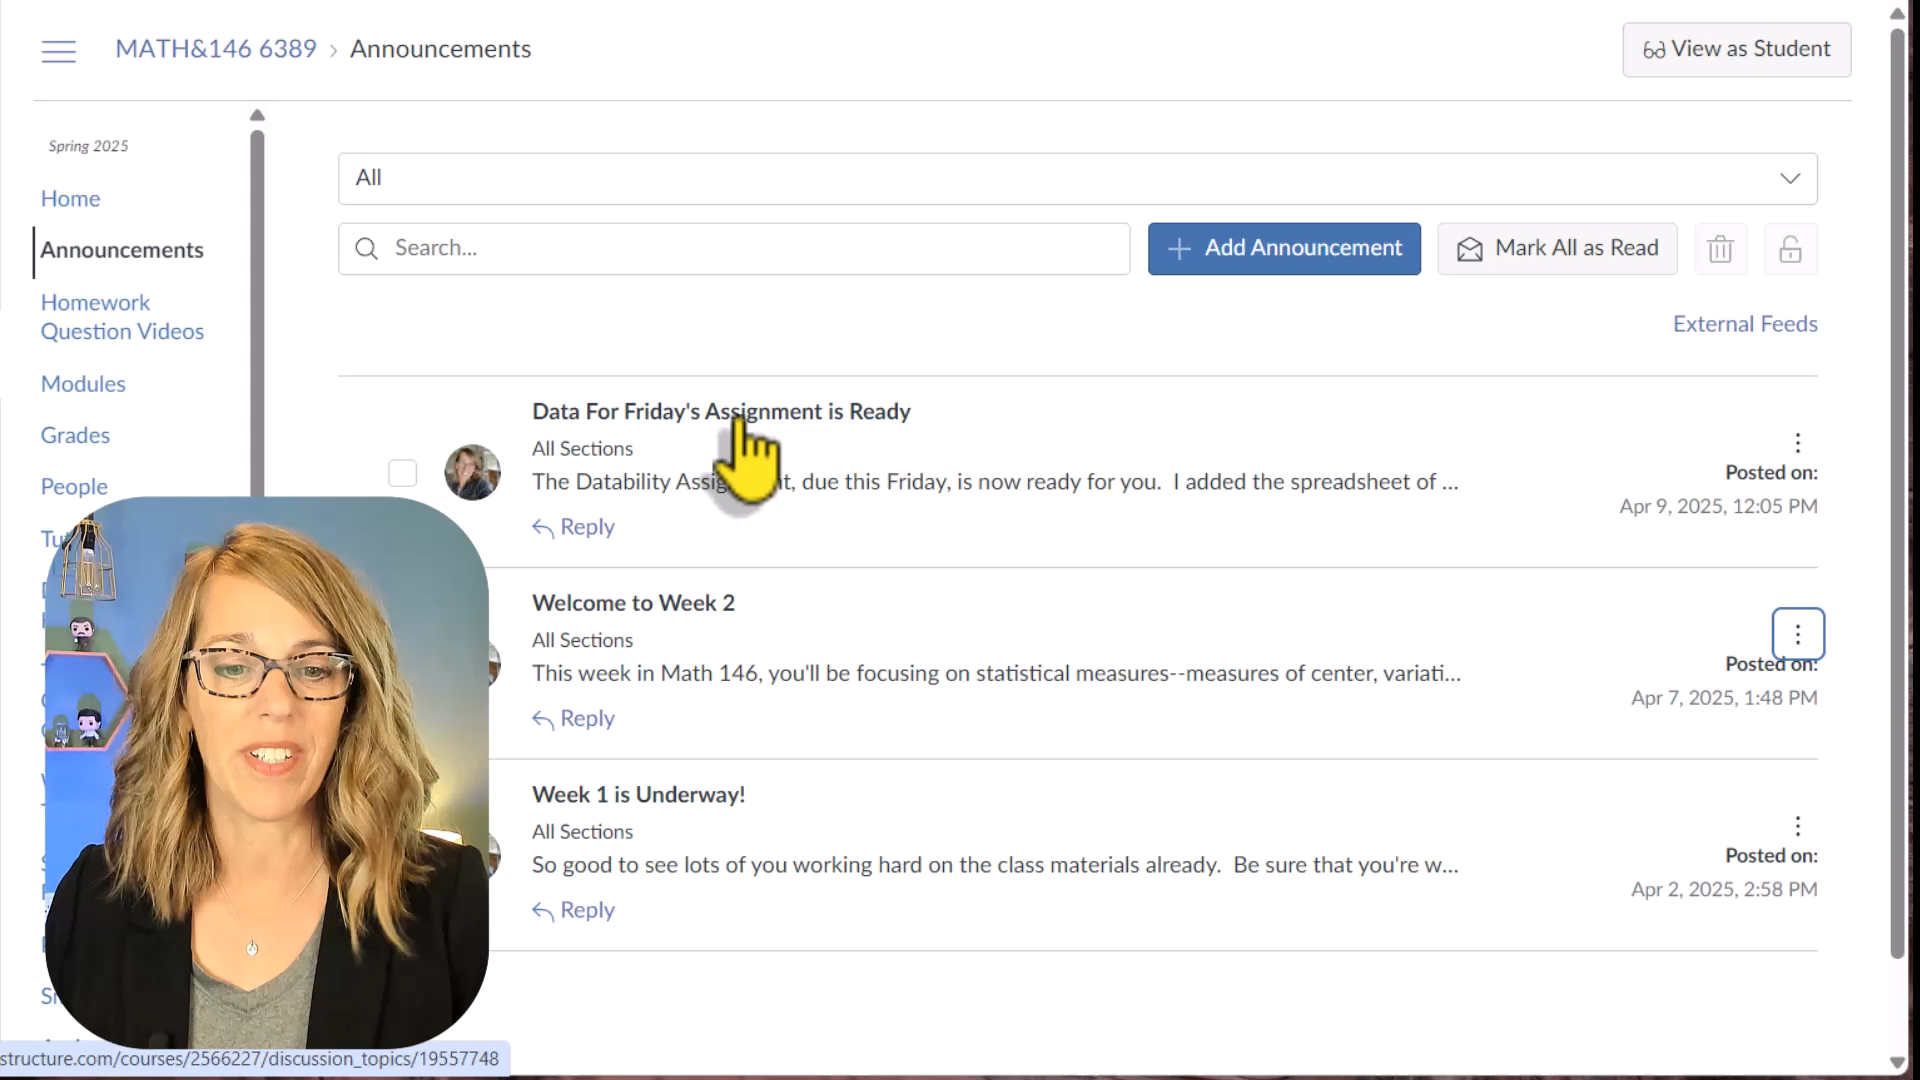 MATH&146 6389 › Announcements
View as Student
Spring 2025
Home
Announcements
Homework
Question Videos
Modules
Grades
People
All
Search...
Add Announcement
Mark All as Read
External Feeds
Data For Friday's Assignment is Ready
All Sections
The Datability Assignment, due this Friday, is now ready for you. I added the spreadsheet of ...
Reply
Posted on:
Apr 9, 2025, 12:05 PM
Welcome to Week 2
All Sections
This week in Math 146, you'll be focusing on statistical measures--measures of center, variati...
Reply
Posted on:
Apr 7, 2025, 1:48 PM
Week 1 is Underway!
All Sections
So good to see lots of you working hard on the class materials already. Be sure that you're w...
Reply
Posted on:
Apr 2, 2025, 2:58 PM
structure.com/courses/2566227/discussion_topics/19557748